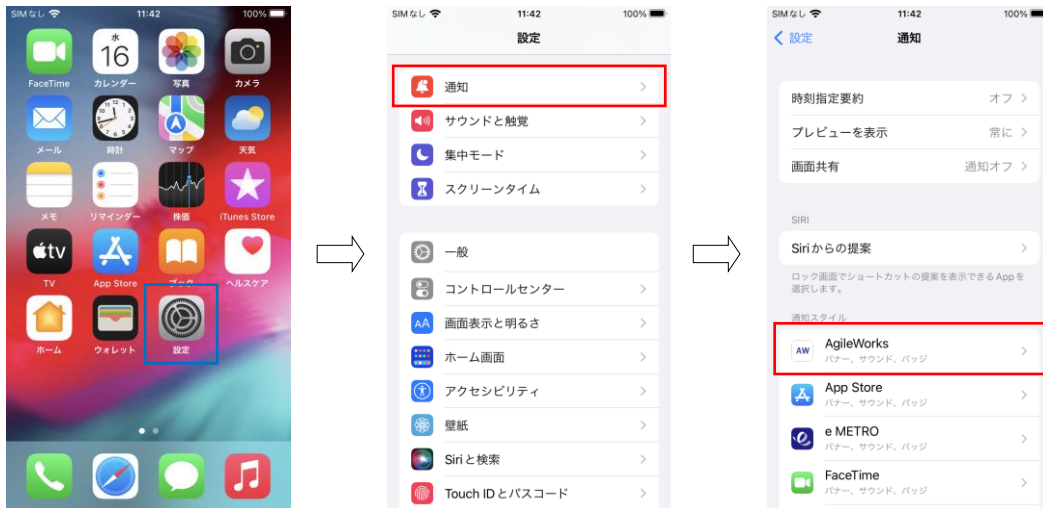 SIMなし 11:42 100%
水
16
FaceTime カレンダー 写真 カメラ
メール 時計 マップ 天気
メモ リマインダー 株価 iTunes Store
tv
TV App Store ブック ヘルスケア
ホーム ウォレット 設定
SIMなし 11:42 100%
設定
通知
サウンドと触覚
集中モード
スクリーンタイム
一般
コントロールセンター
AA 画面表示と明るさ
ホーム画面
アクセシビリティ
壁紙
Siriと検索
Touch IDとパスコード
SIMなし 11:42 100%
設定 通知
時刻指定要約 オフ
プレビューを表示 常に
画面共有 通知オフ
SIRI
Siriからの提案
ロック画面でショートカットの提案を表示できるAppを
選択します。
通知スタイル
AW AgileWorks
バナー、サウンド、バッジ
App Store
バナー、サウンド、バッジ
e METRO
バナー、サウンド、バッジ
FaceTime
バナー、サウンド、バッジ